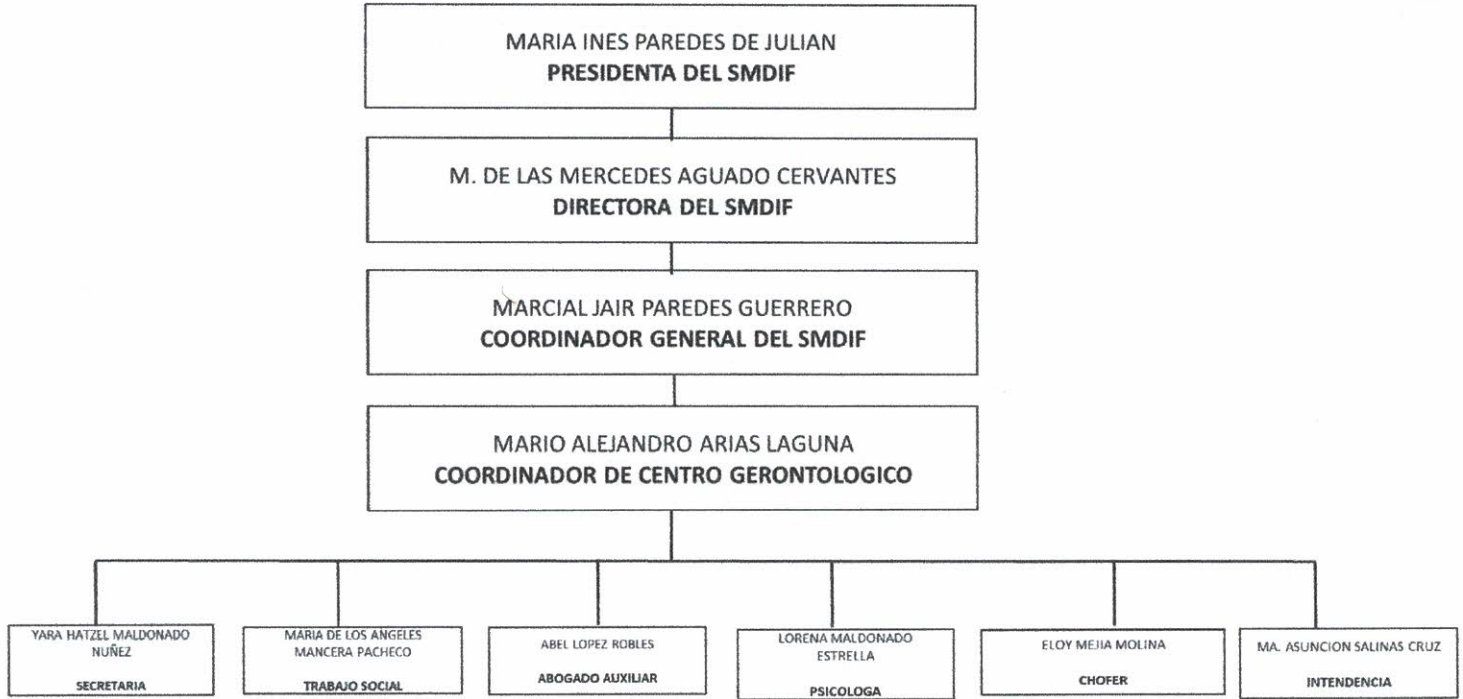 MARIA INES PAREDES DE JULIAN
PRESIDENTA DEL SMDIF
M. DE LAS MERCEDES AGUADO CERVANTES
DIRECTORA DEL SMDIF
MARCIAL JAIR PAREDES GUERRERO
COORDINADOR GENERAL DEL SMDIF
MARIO ALEJANDRO ARIAS LAGUNA
COORDINADOR DE CENTRO GERONTOLOGICO
YARA HATZEL MALDONADO
NUÑEZ
SECRETARIA
MARIA DE LOS ANGELES
MANCERA PACHECO
TRABAJO SOCIAL
ABEL LOPEZ ROBLES
ABOGADO AUXILIAR
LORENA MALDONADO
ESTRELLA
PSICOLOGA
ELOY MEJIA MOLINA
CHOFER
MA. ASUNCION SALINAS CRUZ
INTENDENCIA